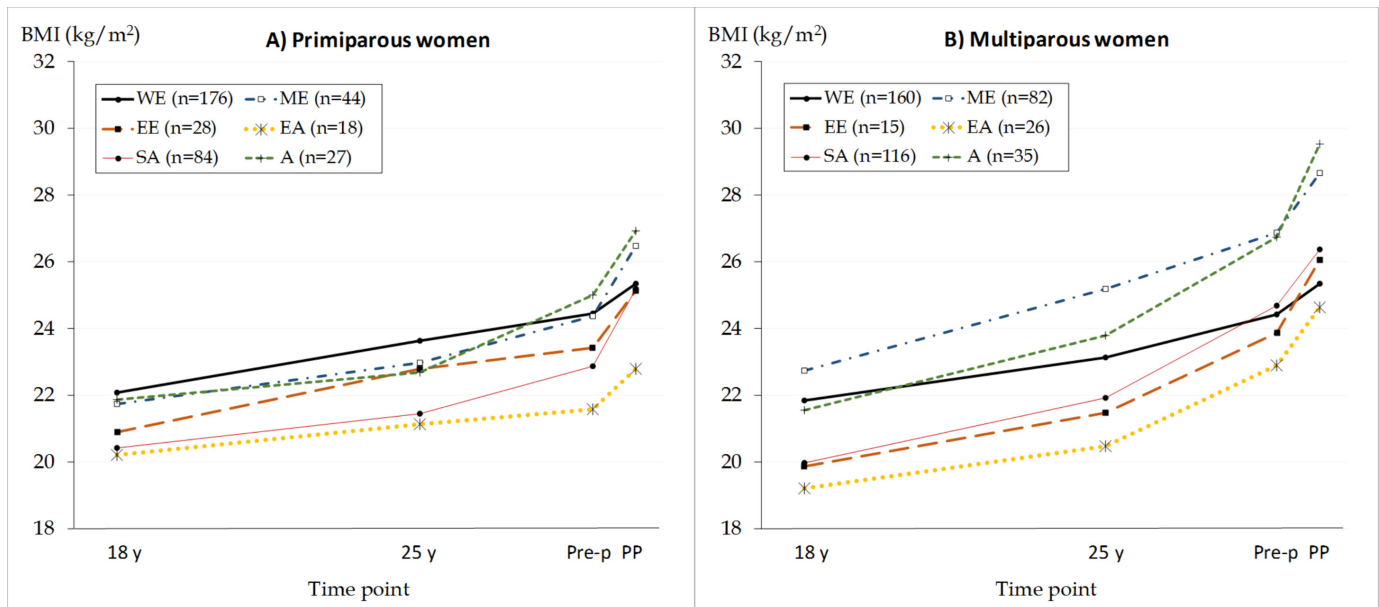 BMI (kg/m²)
A) Primiparous women
32
30
28
26
24
22
20
18
WE (n=176) ME (n=44)
EE (n=28) EA (n=18)
SA (n=84) A (n=27)
18 y 25 y Pre-p PP
Time point
BMI (kg/m²)
B) Multiparous women
32
30
28
26
24
22
20
18
WE (n=160) ME (n=82)
EE (n=15) EA (n=26)
SA (n=116) A (n=35)
18 y 25 y Pre-p PP
Time point